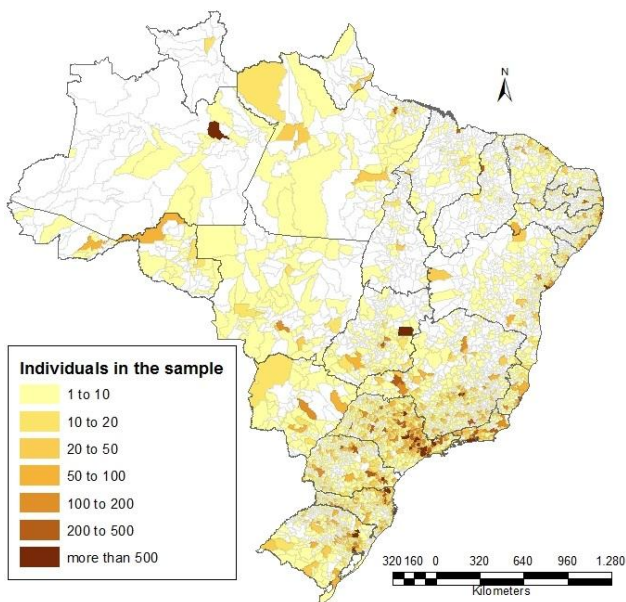 N
Individuals in the sample
1 to 10
10 to 20
20 to 50
50 to 100
100 to 200
200 to 500
more than 500
320 160 0 320 640 960 1.280
Kilometers